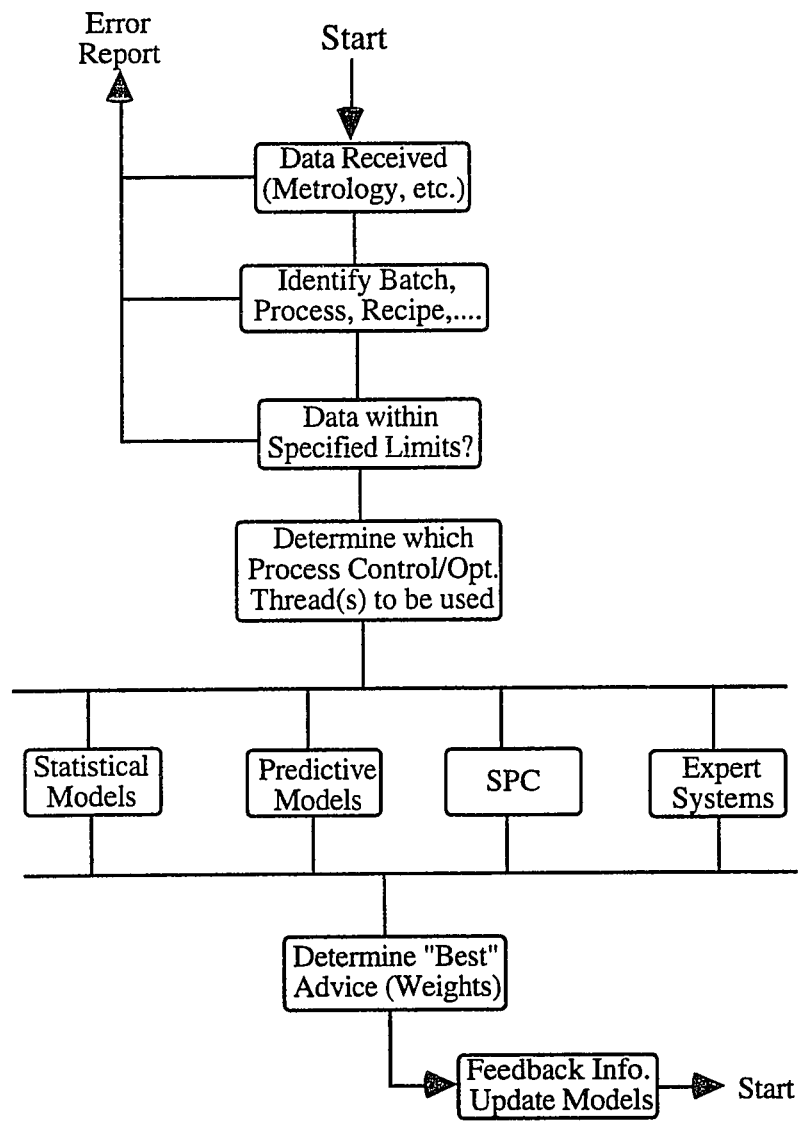 Error
Report
Start
Data Received
(Metrology, etc.)
Identify Batch,
Process, Recipe,....
Data within
Specified Limits?
Determine which
Process Control/Opt.
Thread(s) to be used
Statistical
Models
Predictive
Models
SPC
Expert
Systems
Determine "Best"
Advice (Weights)
Feedback Info.
Update Models
Start